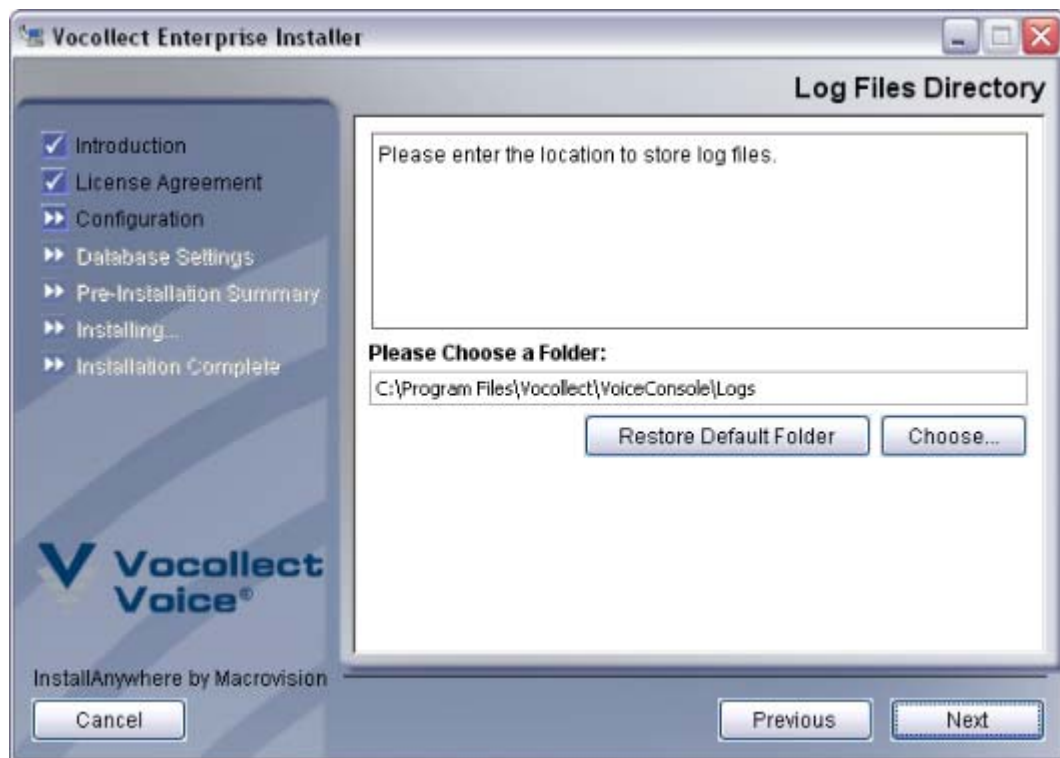 Vocollect Enterprise Installer
Log Files Directory
Introduction
License Agreement
Configuration
Database Settings
Pre-Installation Summary
Installing...
Installation Complete
Please enter the location to store log files.
Please Choose a Folder:
C:\Program Files\Vocollect\VoiceConsole\Logs
Restore Default Folder
Choose...
V Vocollect
Voice®
InstallAnywhere by Macrovision
Cancel
Previous
Next